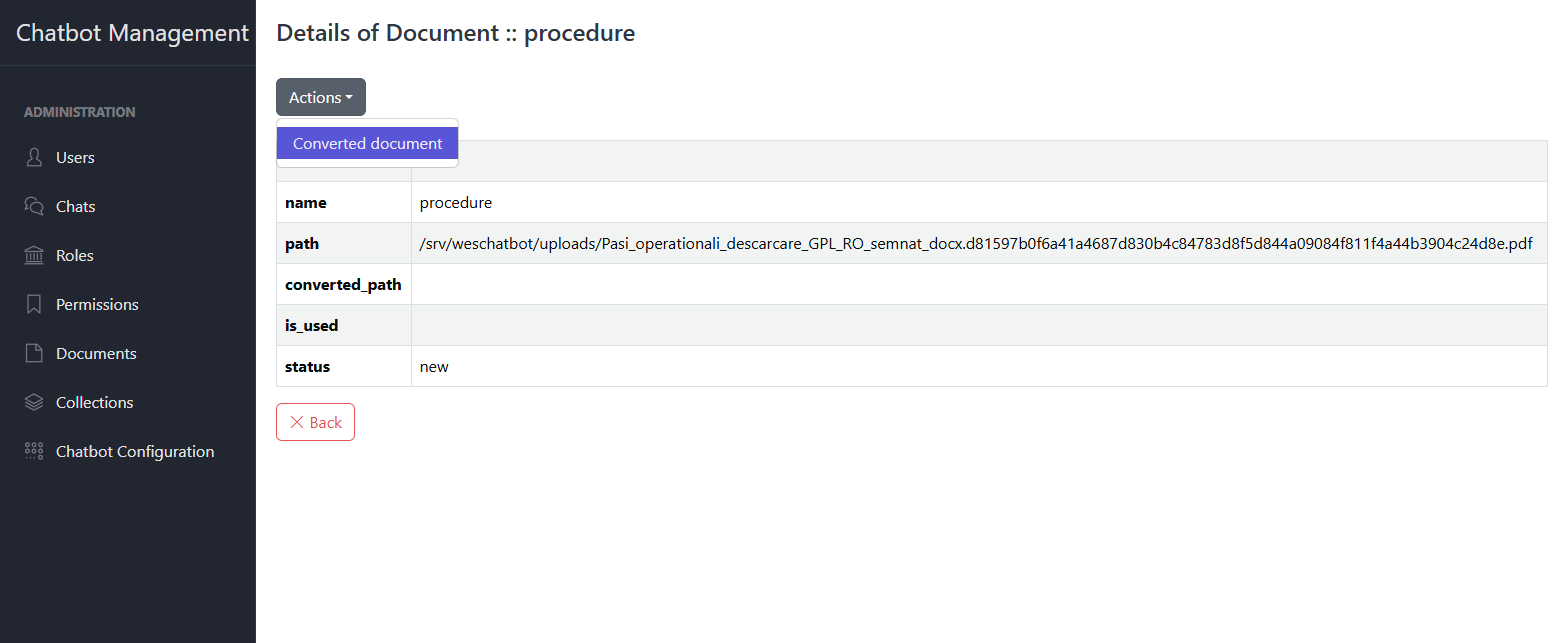 Chatbot Management
ADMINISTRATION
Users
Chats
Roles
Permissions
Documents
Collections
Chatbot Configuration
Details of Document :: procedure
Actions
Converted document
name procedure
path /srv/weschatbot/uploads/Pasi_operationali_descarcare_GPL_RO_semnat_docx.d81597b0f6a41a4687d830b4c84783d8f5d844a09084f811f4a44b3904c24d8e.pdf
converted_path
is_used
status new
Back